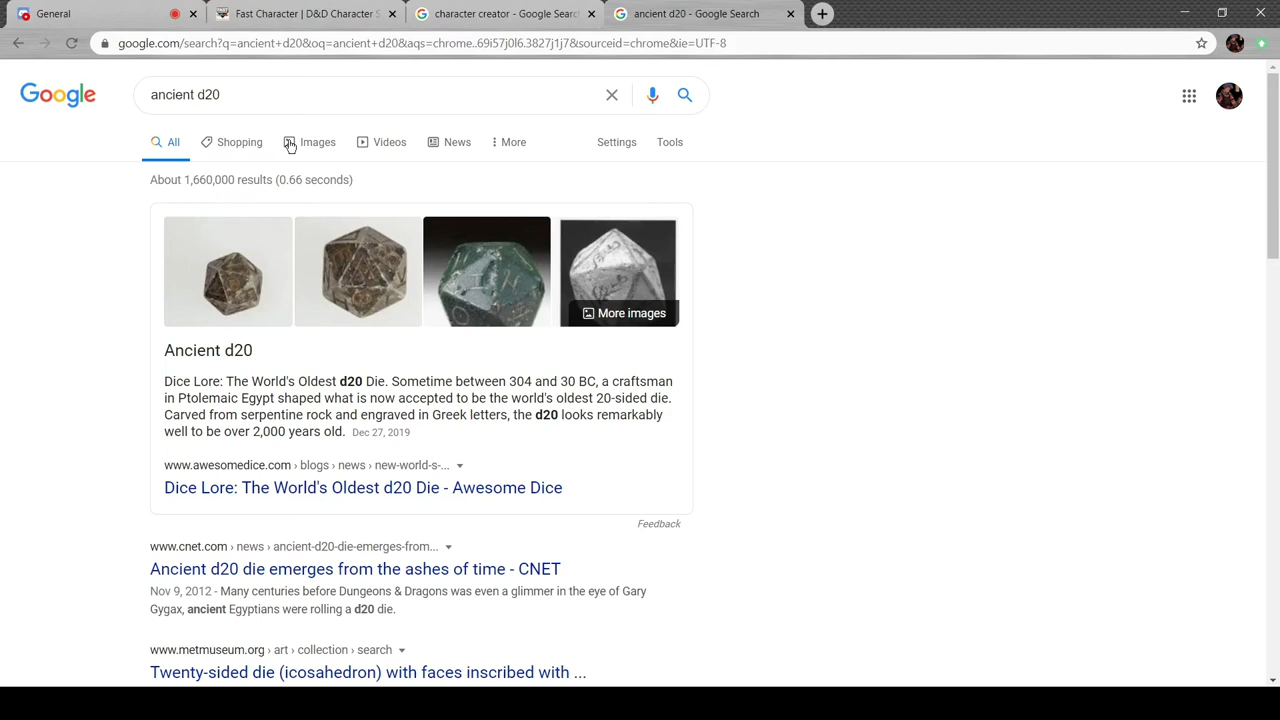 General
Fast Character | D&D Character S
character creator - Google Searc
ancient d20 - Google Search
google.com/search?q=ancient+d20&oq=ancient+d20&aqs=chrome..69i57j0l6.3827j1j7&sourceid=chrome&ie=UTF-8
Google
ancient d20
All
Shopping
Images
Videos
News
More
Settings
Tools
About 1,660,000 results (0.66 seconds)
More images
Ancient d20
Dice Lore: The World's Oldest d20 Die. Sometime between 304 and 30 BC, a craftsman
in Ptolemaic Egypt shaped what is now accepted to be the world's oldest 20-sided die.
Carved from serpentine rock and engraved in Greek letters, the d20 looks remarkably
well to be over 2,000 years old. Dec 27, 2019
www.awesomedice.com › blogs › news › new-world-s-...
Dice Lore: The World's Oldest d20 Die - Awesome Dice
Feedback
www.cnet.com › news › ancient-d20-die-emerges-from...
Ancient d20 die emerges from the ashes of time - CNET
Nov 9, 2012 - Many centuries before Dungeons & Dragons was even a glimmer in the eye of Gary
Gygax, ancient Egyptians were rolling a d20 die.
www.metmuseum.org › art › collection › search
Twenty-sided die (icosahedron) with faces inscribed with ...